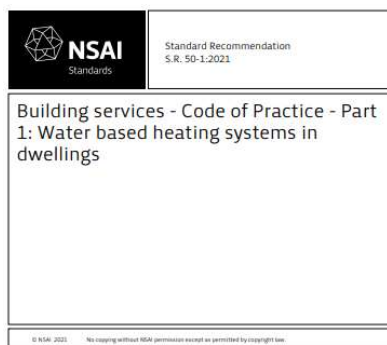 NSAI
Standards
Standard Recommendation
S.R. 50-1:2021
Building services - Code of Practice - Part
1: Water based heating systems in
dwellings
© NSAI 2021 No copying without NSAI permission except as permitted by copyright law.